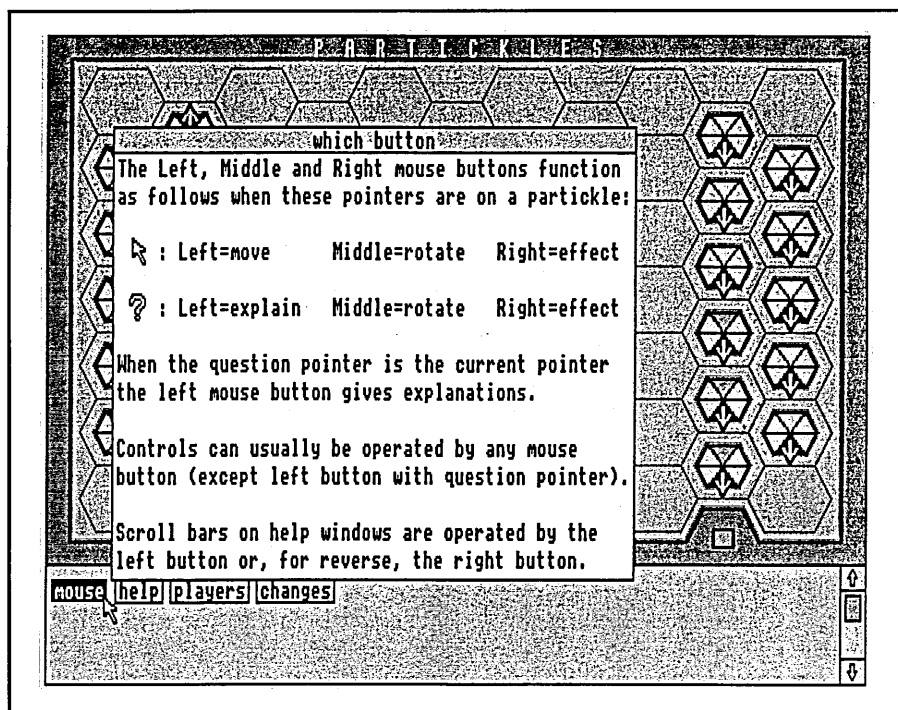 PARTICKLES
which button
The Left, Middle and Right mouse buttons function
as follows when these pointers are on a partickle:
: Left=move Middle=rotate Right=effect
? : Left=explain Middle=rotate Right=effect
When the question pointer is the current pointer
the left mouse button gives explanations.
Controls can usually be operated by any mouse
button (except left button with question pointer).
Scroll bars on help windows are operated by the
left button or, for reverse, the right button.
mouse help players changes